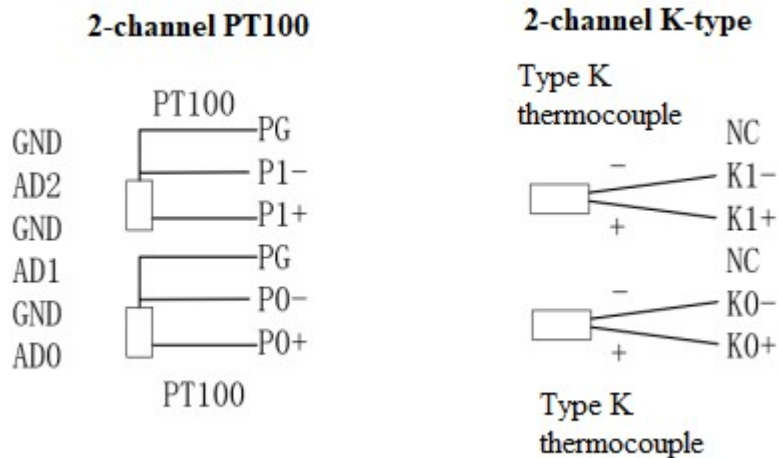 2-channel PT100
2-channel K-type
PT100
GND
AD2
GND
AD1
GND
AD0
PG
P1-
P1+
PG
P0-
P0+
PT100
Type K
thermocouple
NC
- K1-
+ K1+
NC
- K0-
+ K0+
Type K
thermocouple